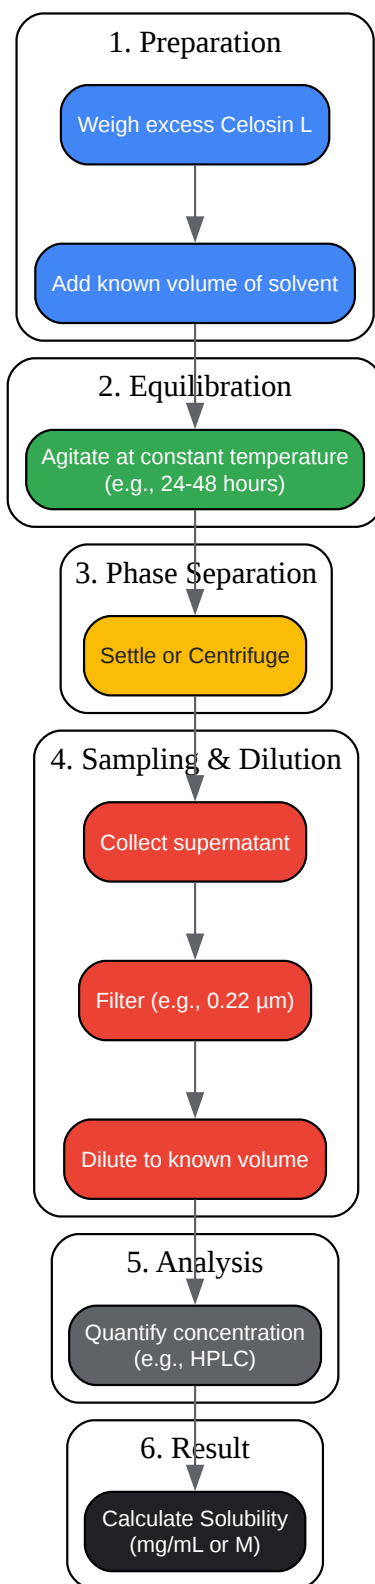 1. Preparation
Weigh excess Celosin L
Add known volume of solvent
2. Equilibration
Agitate at constant temperature
(e.g., 24-48 hours)
3. Phase Separation
Settle or Centrifuge
4. Sampling & Dilution
Collect supernatant
Filter (e.g., 0.22 µm)
Dilute to known volume
5. Analysis
Quantify concentration
(e.g., HPLC)
6. Result
Calculate Solubility
(mg/mL or M)